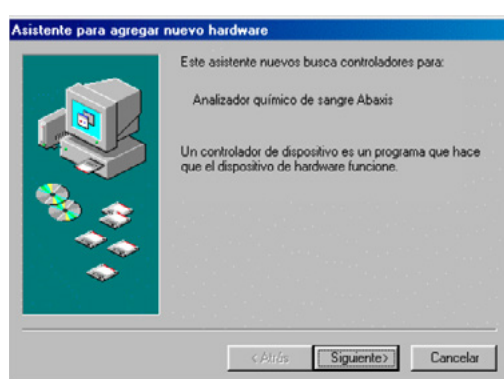 Asistente para agregar nuevo hardware
Este asistente nuevos busca controladores para:
Analizador químico de sangre Abaxis
Un controlador de dispositivo es un programa que hace
que el dispositivo de hardware funcione.
< Atrás
Siguiente>
Cancelar